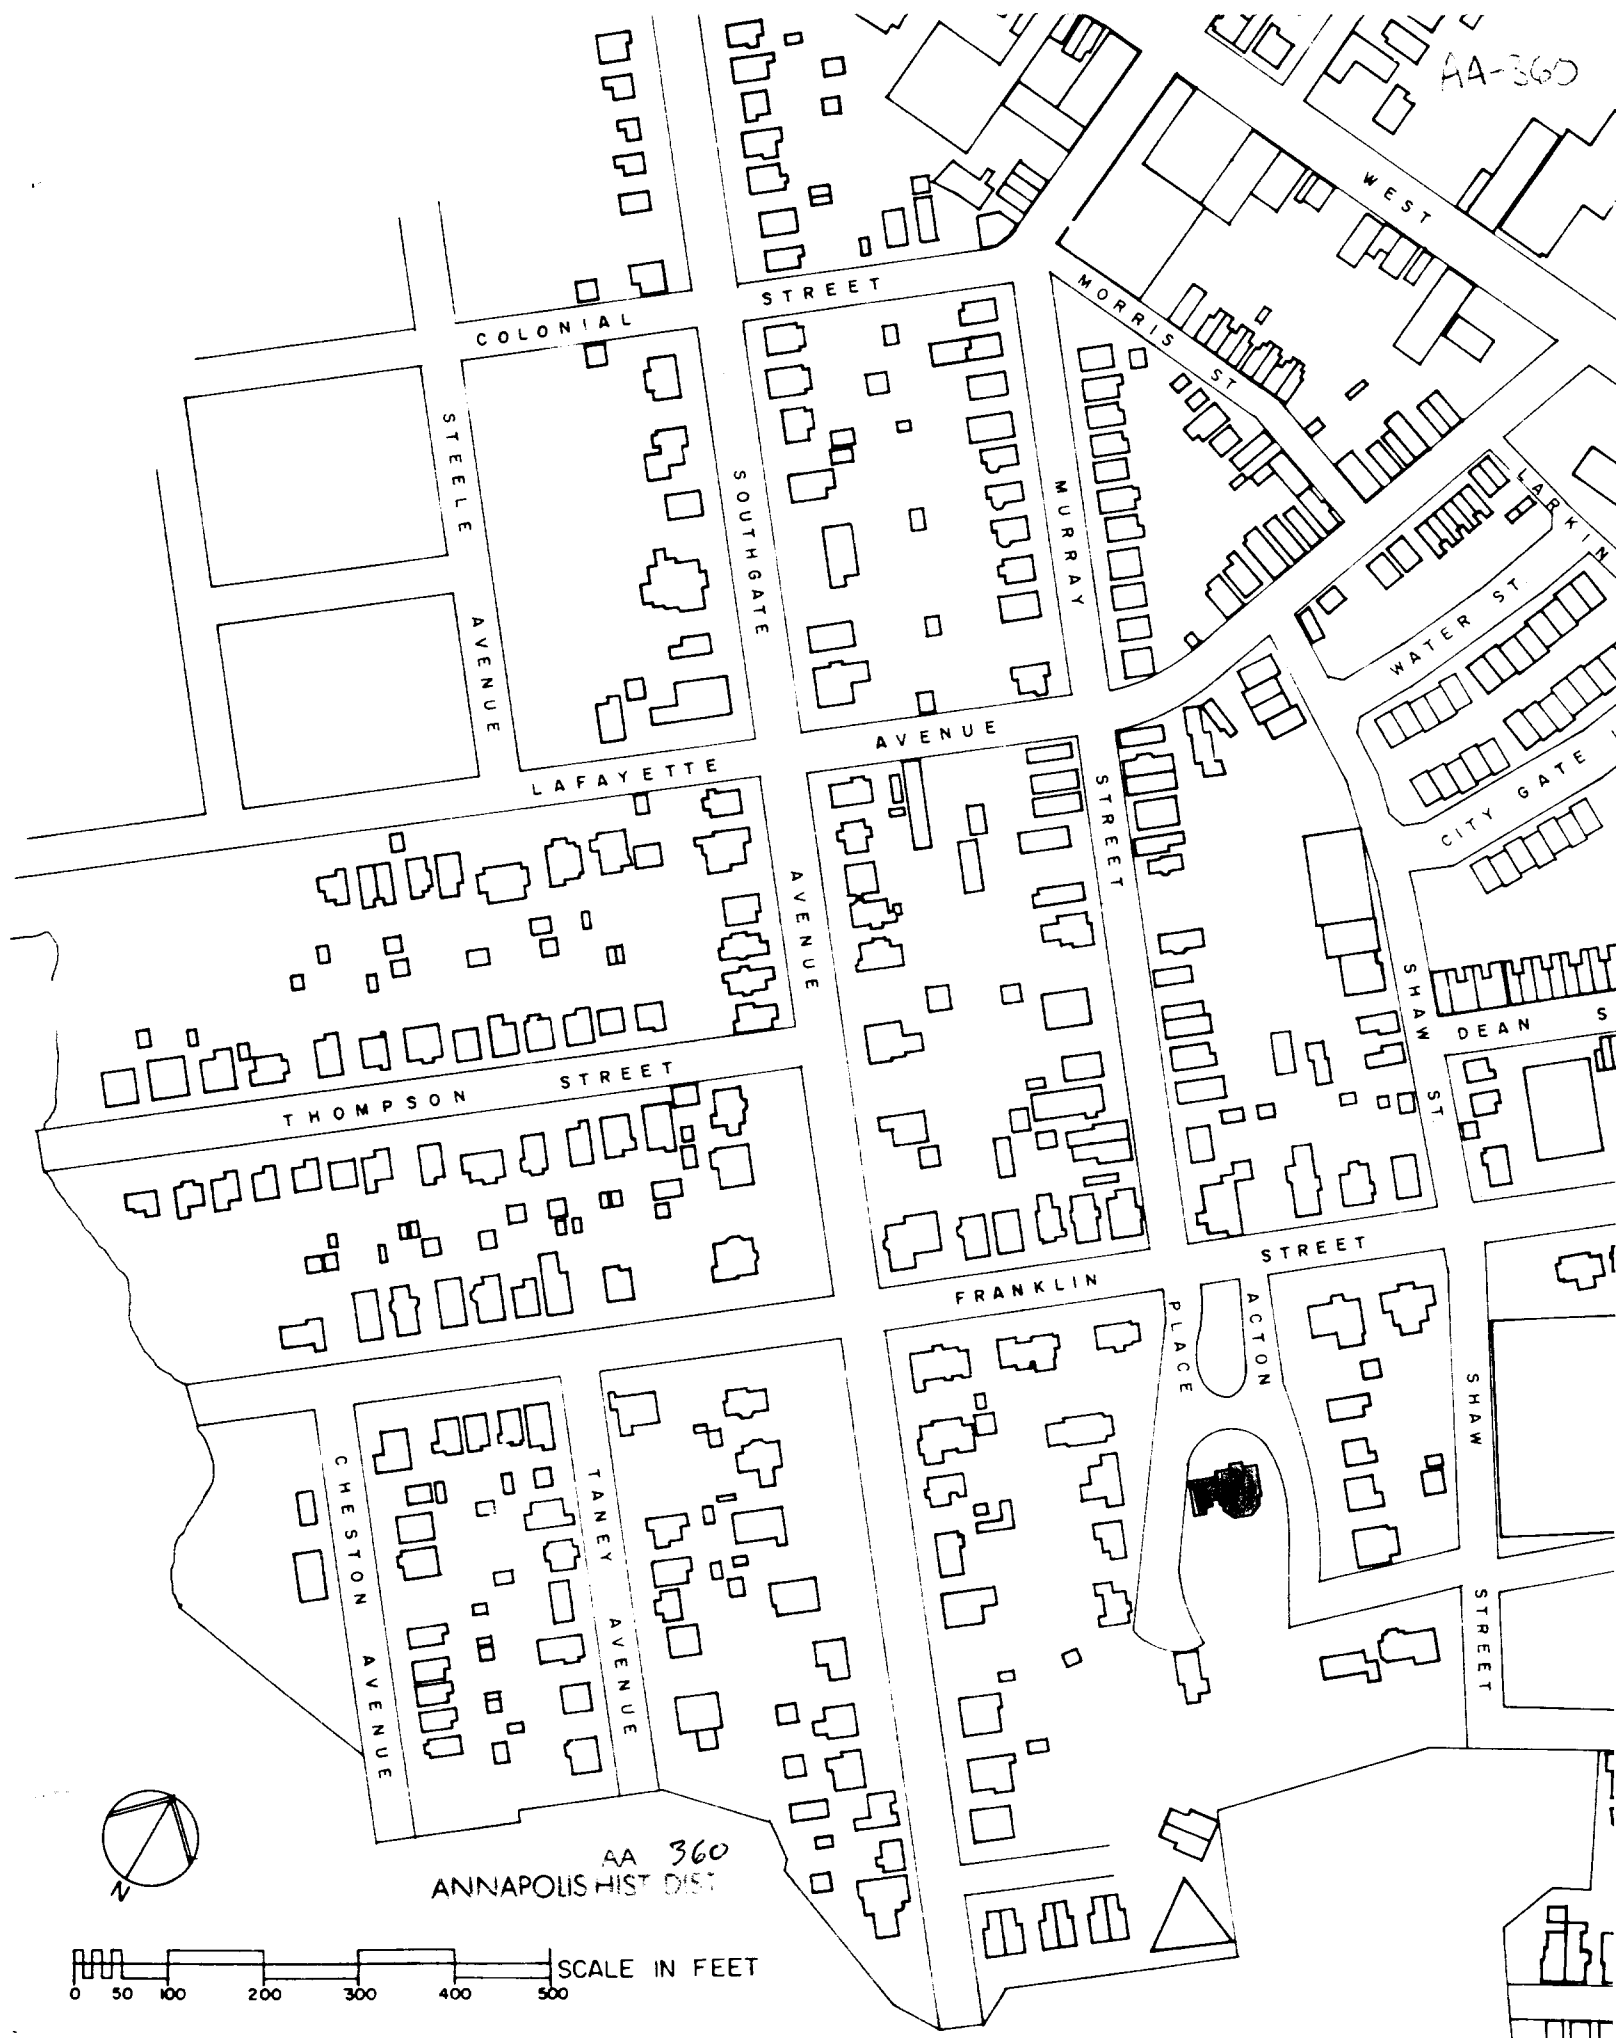 AA-360
WEST
STREET
COLONIAL
MORRIS ST
STEELE
SOUTHGATE
MURRAY
LARKIN
WATER ST.
AVENUE
AVENUE
LAFAYETTE
STREET
CITY GATE
AVENUE
SHAW
DEAN S
STREET
THOMPSON
ST.
STREET
FRANKLIN
PLACE
ACTON
SHAW
CHESTON
TANEY
STREET
AVENUE
AVENUE
N
AA 360
ANNAPOLIS HIST DIST
SCALE IN FEET
0 50 100 200 300 400 500